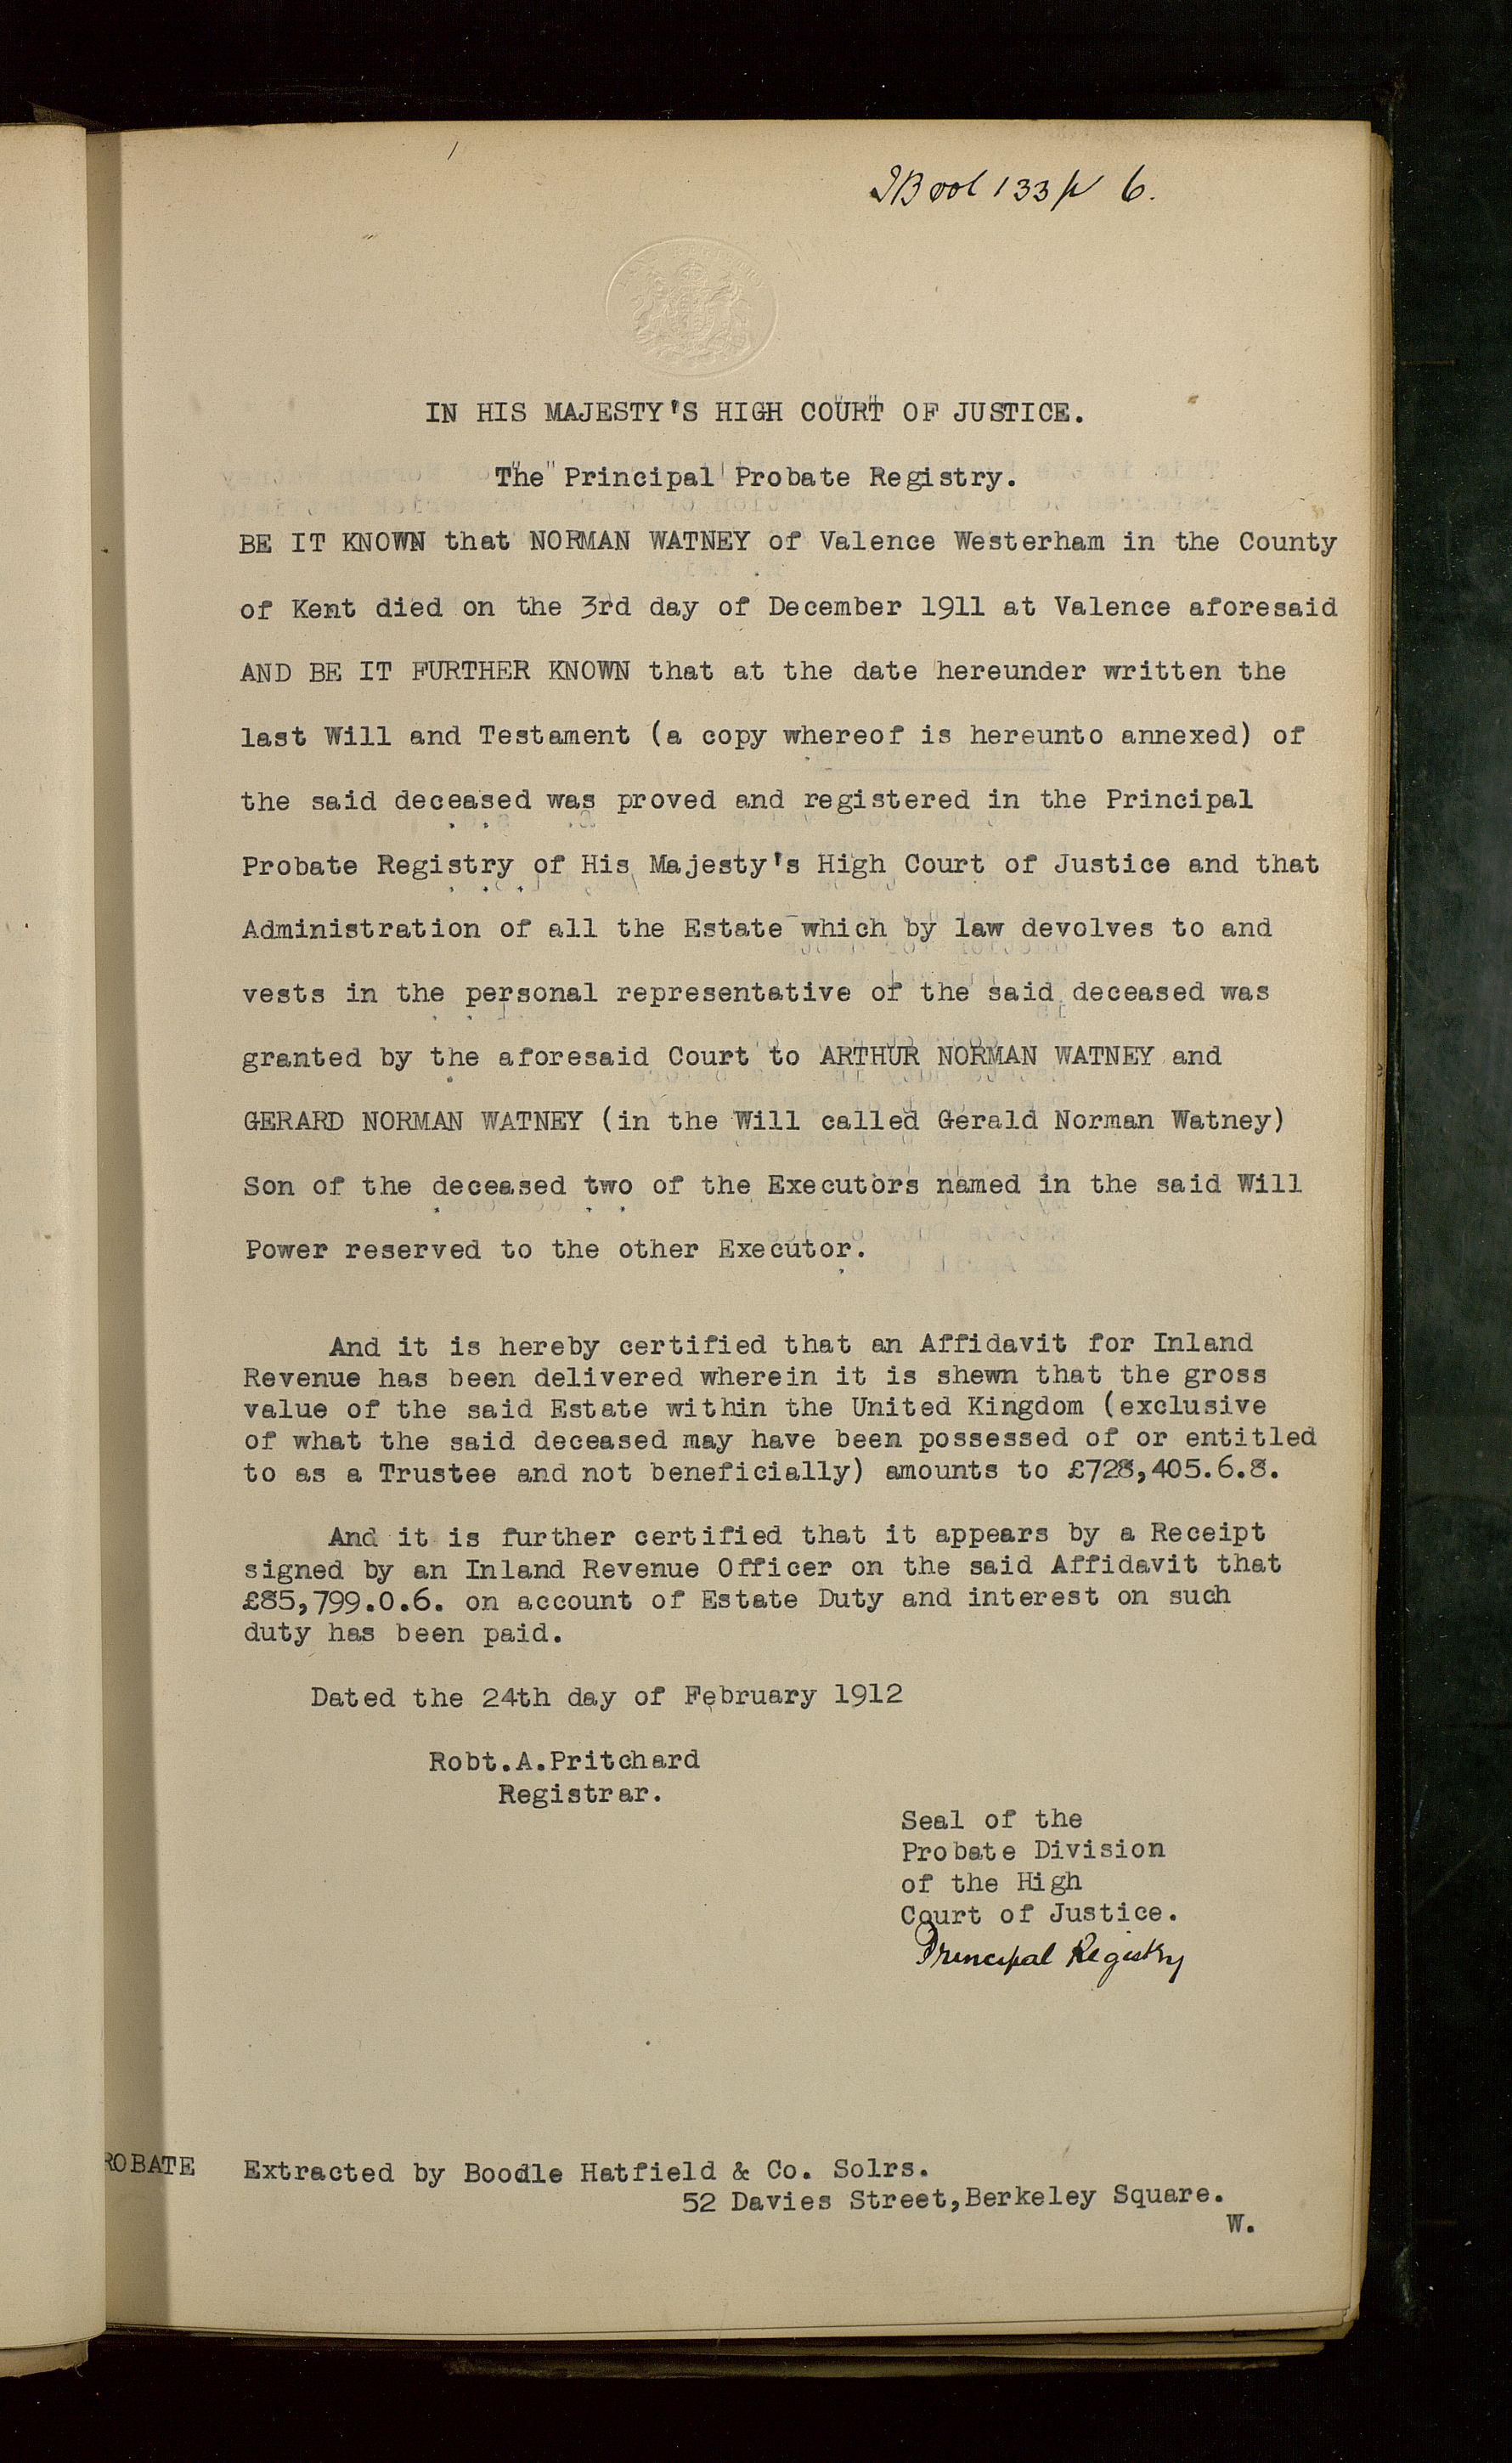 133 p 6.
IN HIS MAJESTY'S HIGH COURT OF JUSTICE.
The Principal Probate Registry.
BE IT KNOWN that NORMAN WATNEY of Valence Westerham in the County
of Kent died on the 3rd day of December 1911 at Valence aforesaid
AND BE IT FURTHER KNOWN that at the date hereunder written the
last Will and Testament (a copy whereof is hereunto annexed) of
the said deceased was proved and registered in the Principal
Probate Registry of His Majesty's High Court of Justice and that
Administration of all the Estate which by law devolves to and
vests in the personal representative of the said deceased was
granted by the aforesaid Court to ARTHUR NORMAN WATNEY and
GERARD NORMAN WATNEY (in the Will called Gerald Norman Watney)
Son of the deceased two of the Executors named in the said Will
Power reserved to the other Executor.
And it is hereby certified that an Affidavit for Inland
Revenue has been delivered wherein it is shewn that the gross
value of the said Estate within the United Kingdom (exclusive
of what the said deceased may have been possessed of or entitled
to as a Trustee and not beneficially) amounts to £728,405.6.8.
And it is further certified that it appears by a Receipt
signed by an Inland Revenue Officer on the said Affidavit that
£85,799.0.6. on account of Estate Duty and interest on such
duty has been paid.
Dated the 24th day of February 1912
Robt.A.Pritchard
Registrar.
Seal of the
Probate Division
of the High
Court of Justice.
Principal Registry
ROBATE Extracted by Boodle Hatfield & Co. Solrs.
52 Davies Street,Berkeley Square.
W.